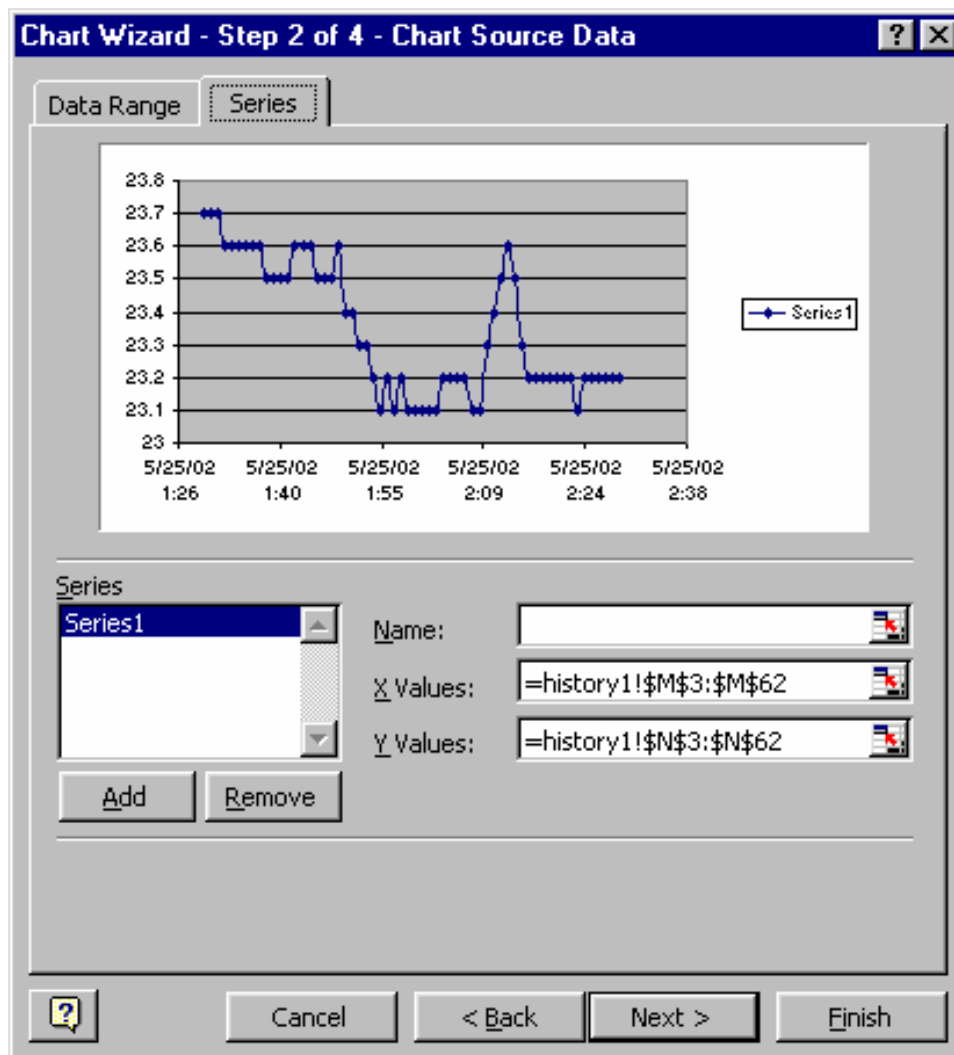 Chart Wizard - Step 2 of 4 - Chart Source Data
Data Range Series
23.8
23.7
23.6
23.5
23.4
23.3
23.2
23.1
23
Series1
5/25/02 5/25/02 5/25/02 5/25/02 5/25/02 5/25/02
1:26 1:40 1:55 2:09 2:24 2:38
Series
Series1
Name:
X Values: =history1!$M$3:$M$62
Y Values: =history1!$N$3:$N$62
Add Remove
? Cancel < Back Next > Finish